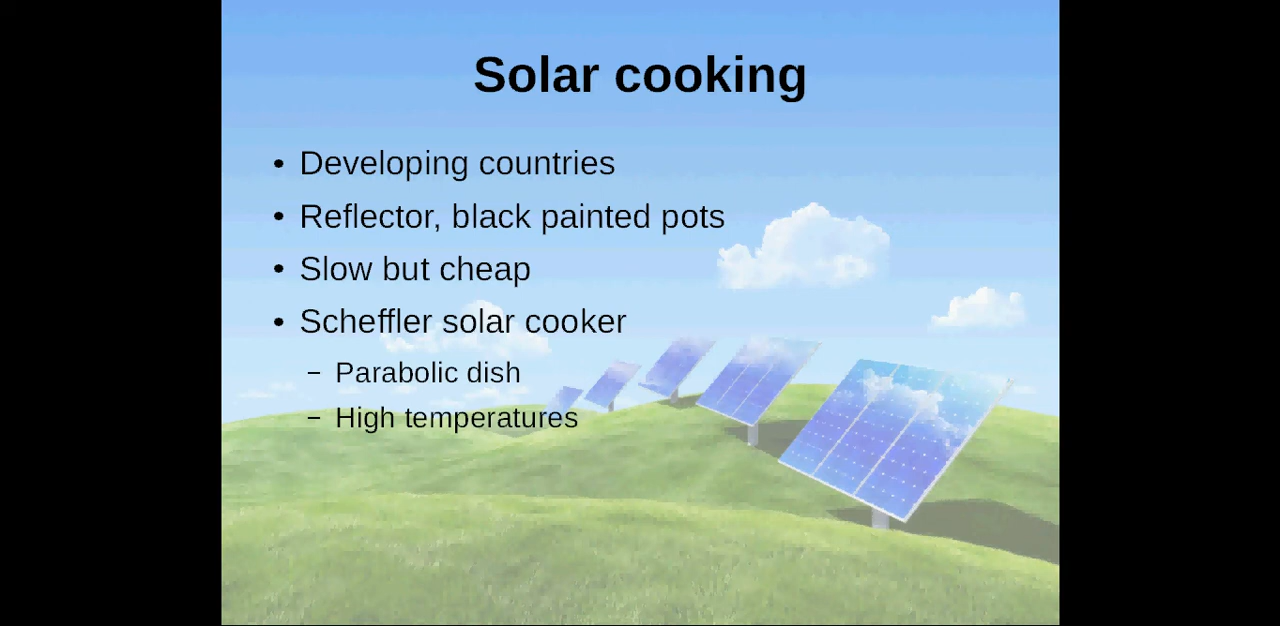 Solar cooking
• Developing countries
• Reflector, black painted pots
• Slow but cheap
• Scheffler solar cooker
– Parabolic dish
– High temperatures